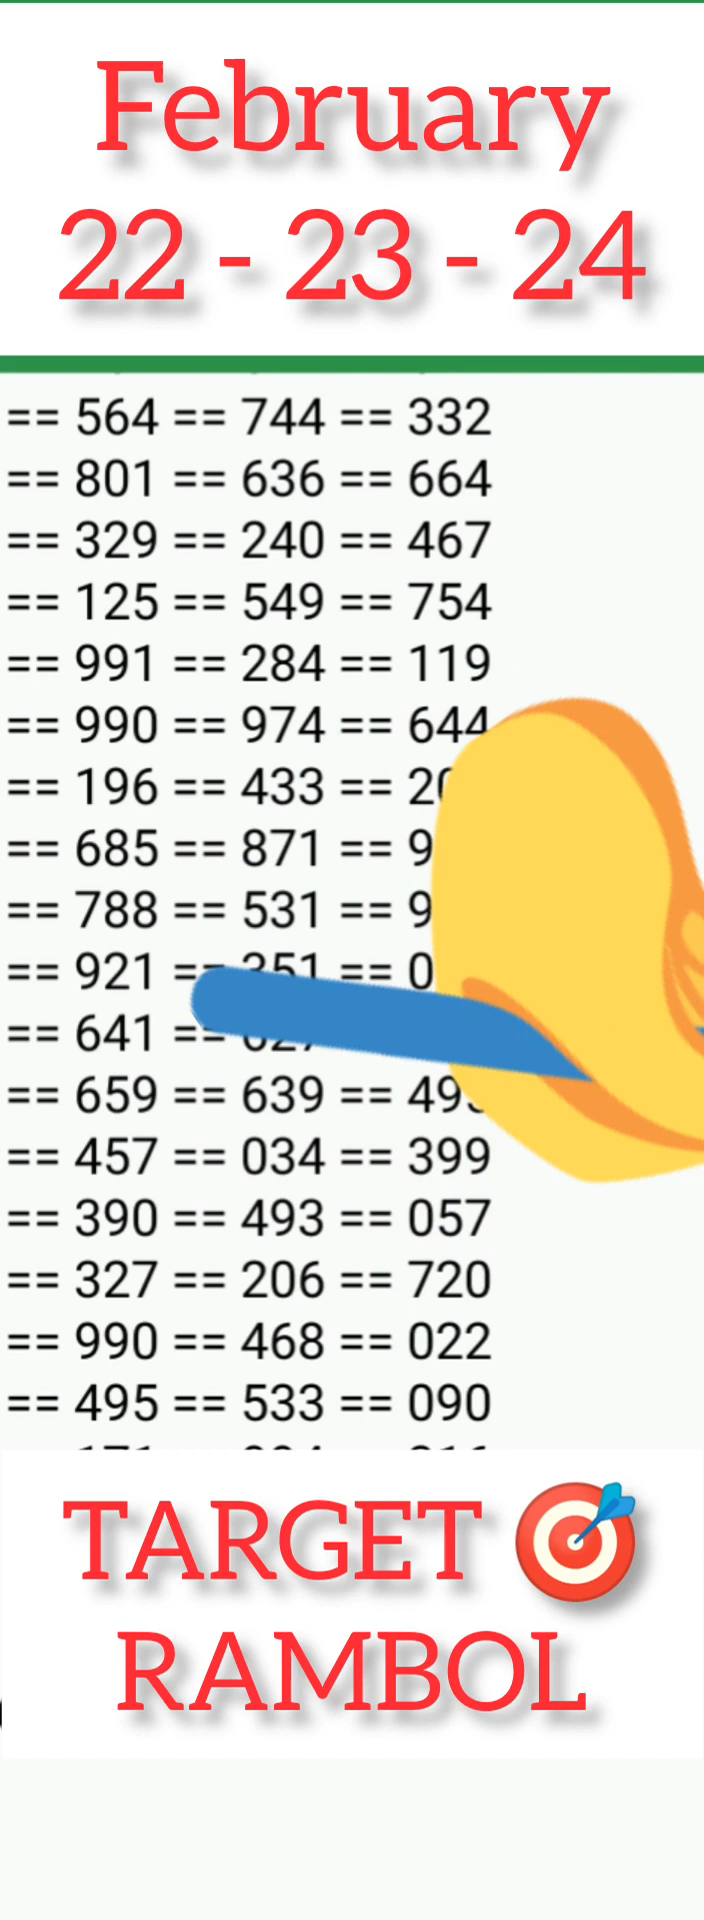 February
22 - 23 - 24
== 564 == 744 == 332
== 801 == 636 == 664
== 329 == 240 == 467
== 125 == 549 == 754
== 991 == 284 == 119
== 990 == 974 == 644
== 196 == 433 ==
== 685 == 871 ==
== 788 == 531 ==
== 921 == 351 ==
== 641 ==
== 659 == 639 ==
== 457 == 034 == 399
== 390 == 493 == 057
== 327 == 206 == 720
== 990 == 468 == 022
== 495 == 533 == 090
TARGET
RAMBOL